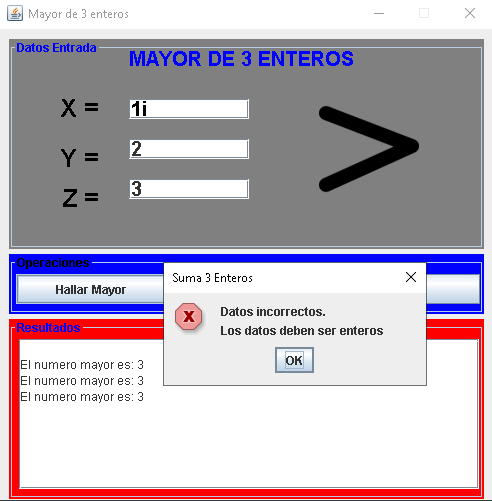 Mayor de 3 enteros
Datos Entrada
MAYOR DE 3 ENTEROS
X = 1i
Y = 2
Z = 3
>
Operaciones
Hallar Mayor
Suma 3 Enteros
Datos incorrectos.
Los datos deben ser enteros
OK
Resultados
El numero mayor es: 3
El numero mayor es: 3
El numero mayor es: 3